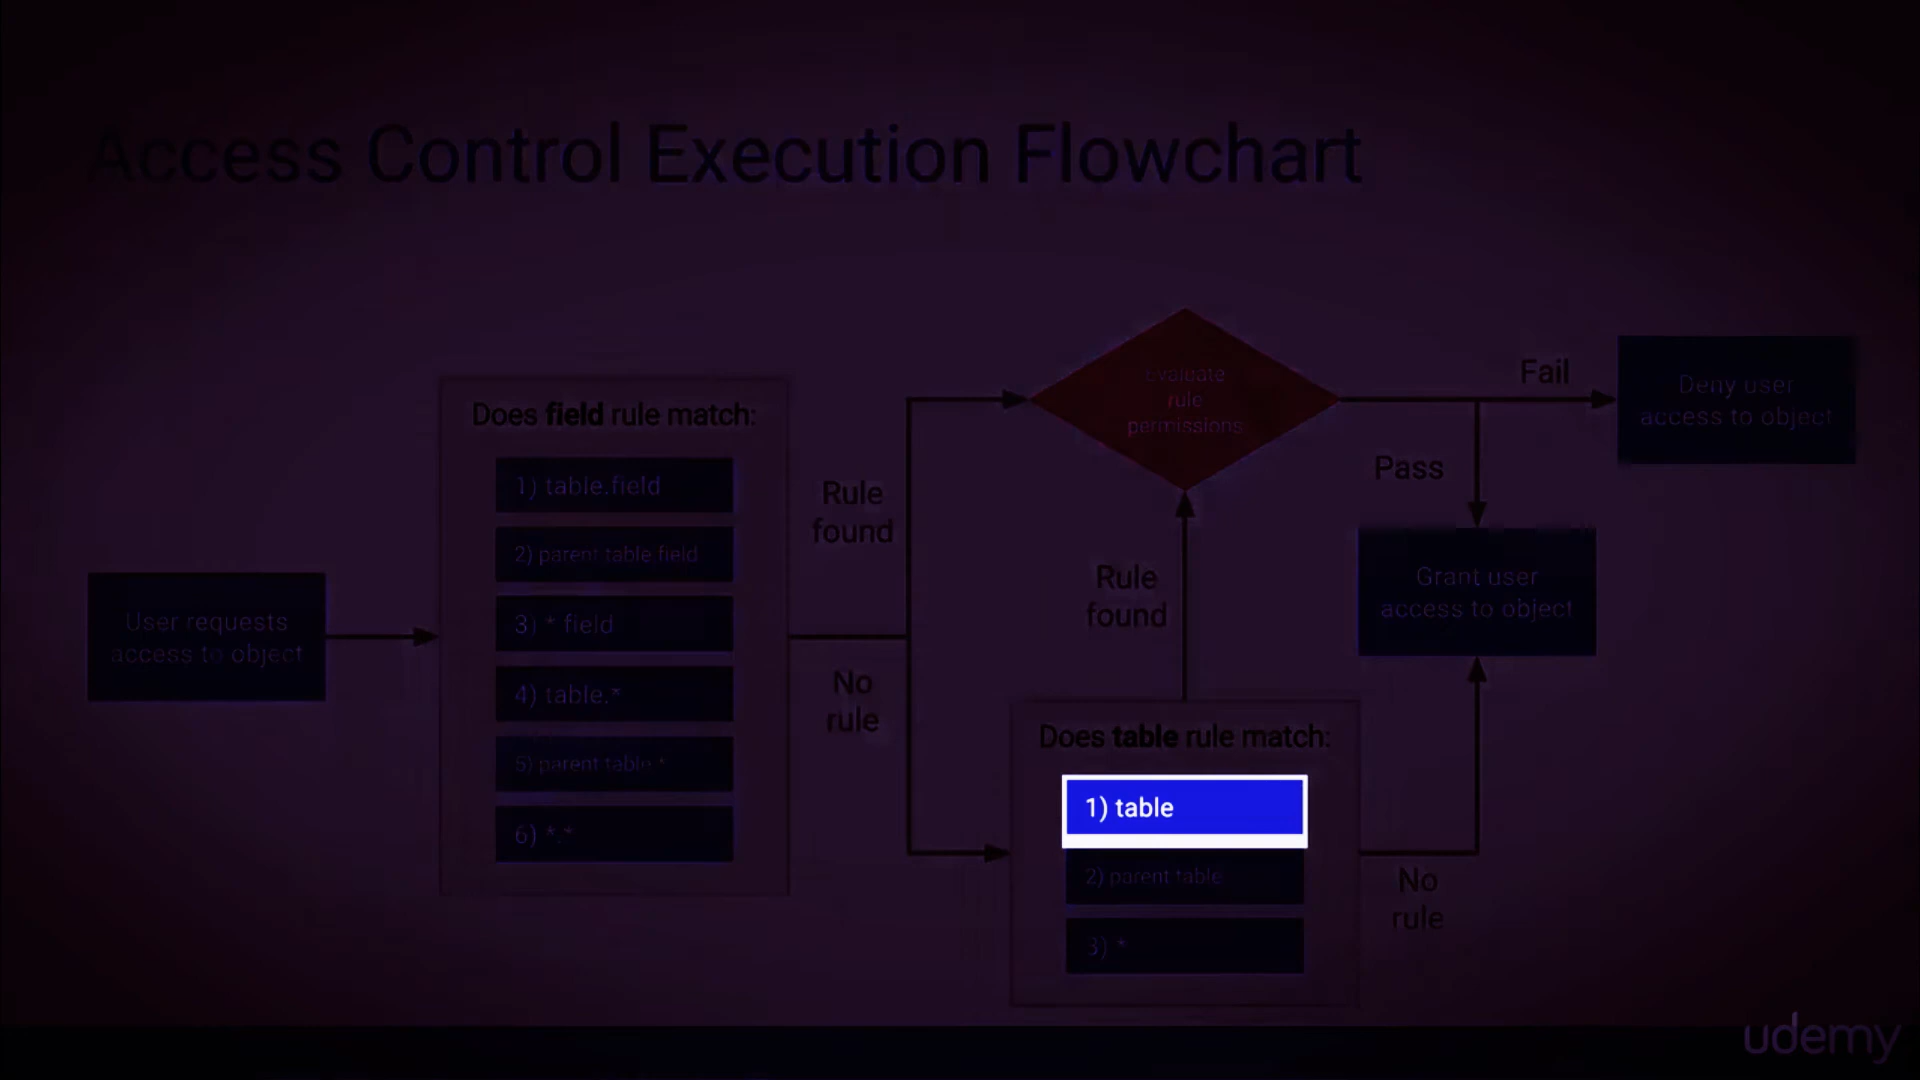 Access Control Execution Flowchart
User requests
access to object
Does field rule match:
1) table.field
2) parent table.field
3) *.field
4) table.*
5) parent table.*
6) *.*
Rule
found
No
rule
Evaluate
rule
permissions
Rule
found
Does table rule match:
1) table
2) parent table
3) *
Fail
Pass
Deny user
access to object
Grant user
access to object
No
rule
udemy